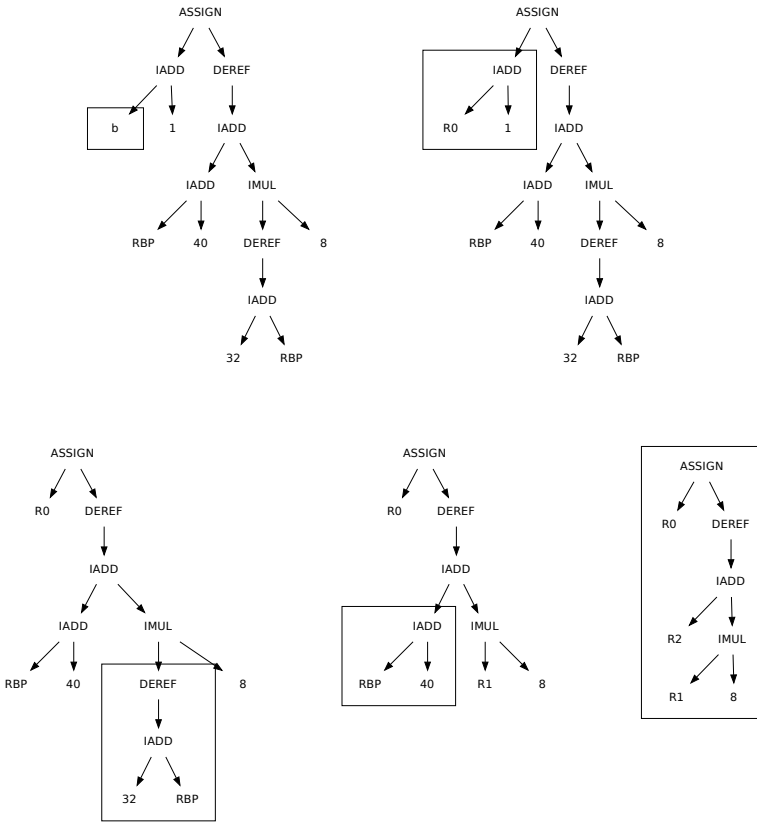 ASSIGN
IADD DEREF
b 1 IADD
IADD IMUL
RBP 40 DEREF 8
IADD
32 RBP
ASSIGN
IADD DEREF
R0 1 IADD
IADD IMUL
RBP 40 DEREF 8
IADD
32 RBP
ASSIGN
R0 DEREF
IADD
IADD IMUL
RBP 40 DEREF 8
IADD
32 RBP
ASSIGN
R0 DEREF
IADD
IADD IMUL
RBP 40 R1 8
ASSIGN
R0 DEREF
IADD
R2 IMUL
R1 8